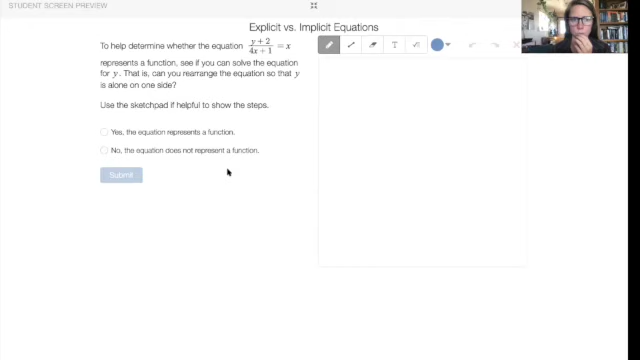 STUDENT SCREEN PREVIEW
Explicit vs. Implicit Equations
To help determine whether the equation (y + 2)/(4x + 1) = x
represents a function, see if you can solve the equation
for y. That is, can you rearrange the equation so that y
is alone on one side?
Use the sketchpad if helpful to show the steps.
Yes, the equation represents a function.
No, the equation does not represent a function.
Submit
T